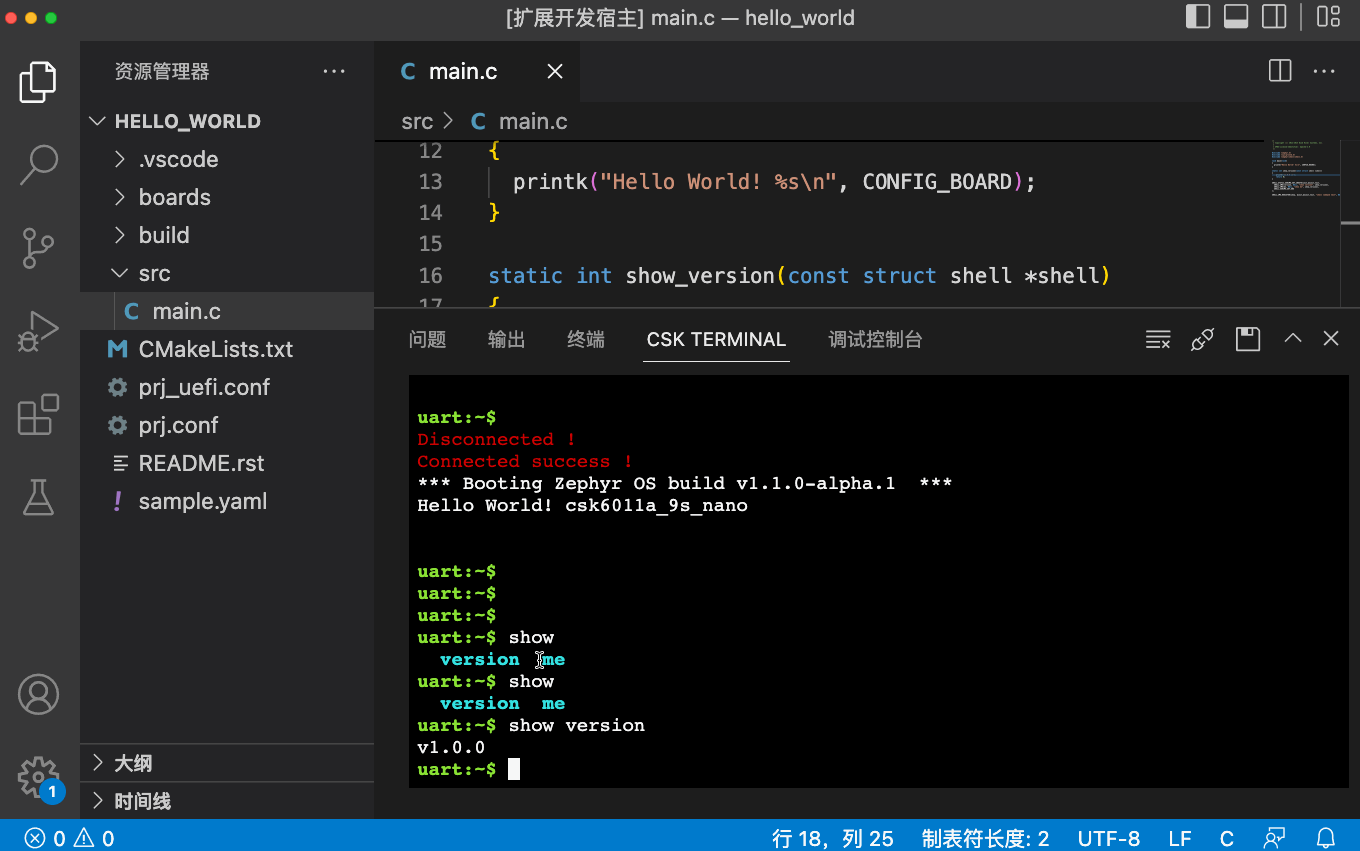 [扩展开发宿主] main.c — hello_world
资源管理器
HELLO_WORLD
.vscode
boards
build
src
C main.c
M CMakeLists.txt
prj_uefi.conf
prj.conf
README.rst
! sample.yaml
大纲
时间线
1
C main.c
src > C main.c
12 {
13 printk("Hello World! %s\n", CONFIG_BOARD);
14 }
15
16 static int show_version(const struct shell *shell)
17 {
问题 输出 终端 CSK TERMINAL 调试控制台
uart:~$
Disconnected !
Connected success !
*** Booting Zephyr OS build v1.1.0-alpha.1  ***
Hello World! csk6011a_9s_nano
uart:~$
uart:~$
uart:~$
uart:~$ show
version me
uart:~$ show
version me
uart:~$ show version
v1.0.0
uart:~$
0 0 行 18，列 25 制表符长度: 2 UTF-8 LF C